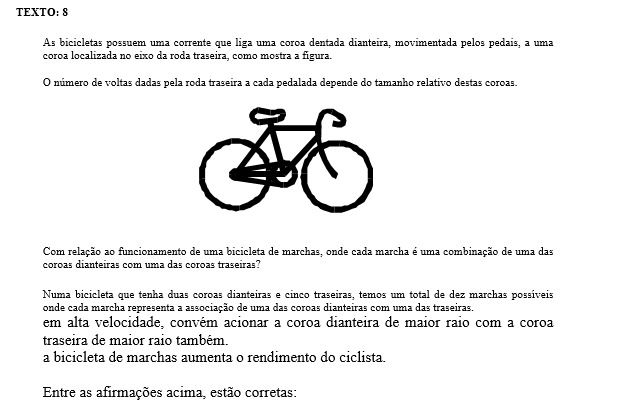 TEXTO: 8
As bicicletas possuem uma corrente que liga uma coroa dentada dianteira, movimentada pelos pedais, a uma
coroa localizada no eixo da roda traseira, como mostra a figura.
O número de voltas dadas pela roda traseira a cada pedalada depende do tamanho relativo destas coroas.
Com relação ao funcionamento de uma bicicleta de marchas, onde cada marcha é uma combinação de uma das
coroas dianteiras com uma das coroas traseiras?
Numa bicicleta que tenha duas coroas dianteiras e cinco traseiras, temos um total de dez marchas possíveis
onde cada marcha representa a associação de uma das coroas dianteiras com uma das traseiras.
em alta velocidade, convém acionar a coroa dianteira de maior raio com a coroa
traseira de maior raio também.
a bicicleta de marchas aumenta o rendimento do ciclista.
Entre as afirmações acima, estão corretas: